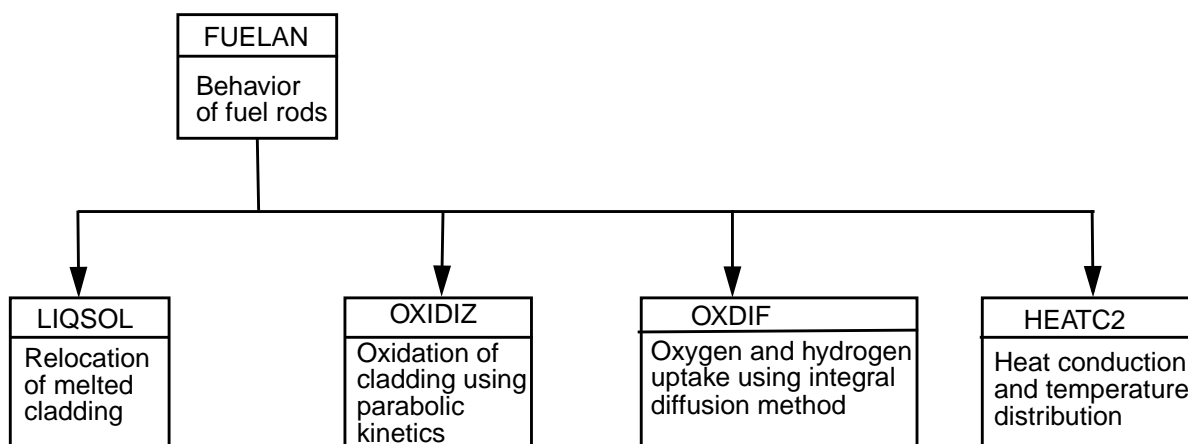 FUELAN
Behavior
of fuel rods
LIQSOL
Relocation
of melted
cladding
OXIDIZ
Oxidation of
cladding using
parabolic
kinetics
OXDIF
Oxygen and hydrogen
uptake using integral
diffusion method
HEATC2
Heat conduction
and temperature
distribution